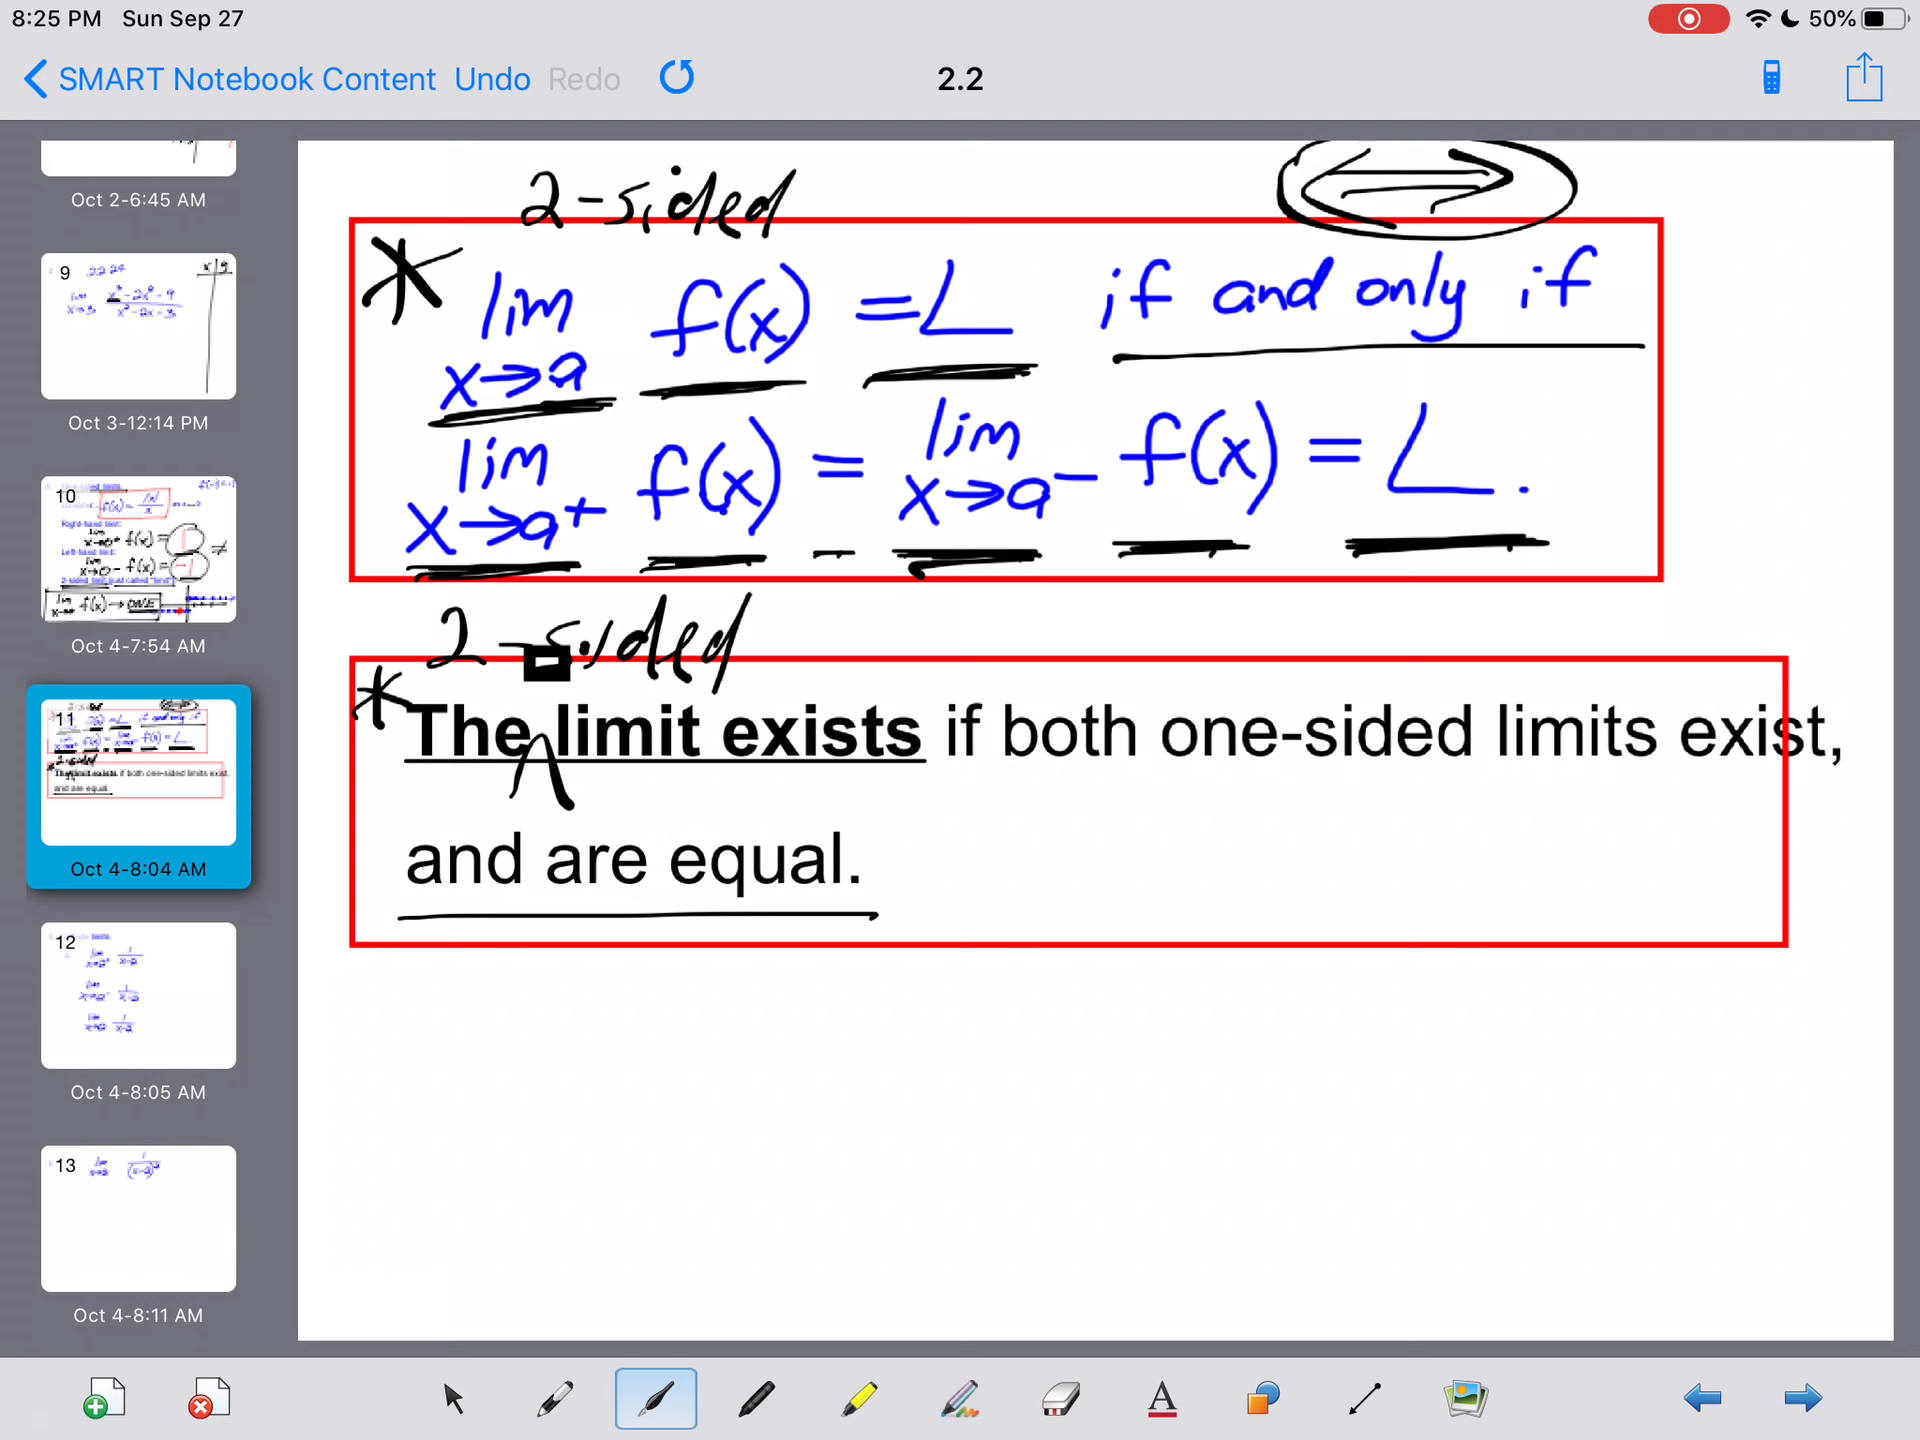 8:25 PM Sun Sep 27
50%
SMART Notebook Content Undo Redo
2.2
Oct 2-6:45 AM
9
Oct 3-12:14 PM
10
Oct 4-7:54 AM
11
Oct 4-8:04 AM
12
Oct 4-8:05 AM
13
Oct 4-8:11 AM
2-sided ⟺
* lim x→a f(x) = L if and only if
lim x→a+ f(x) = lim x→a− f(x) = L.
2-sided
* The limit exists if both one-sided limits exist,
and are equal.